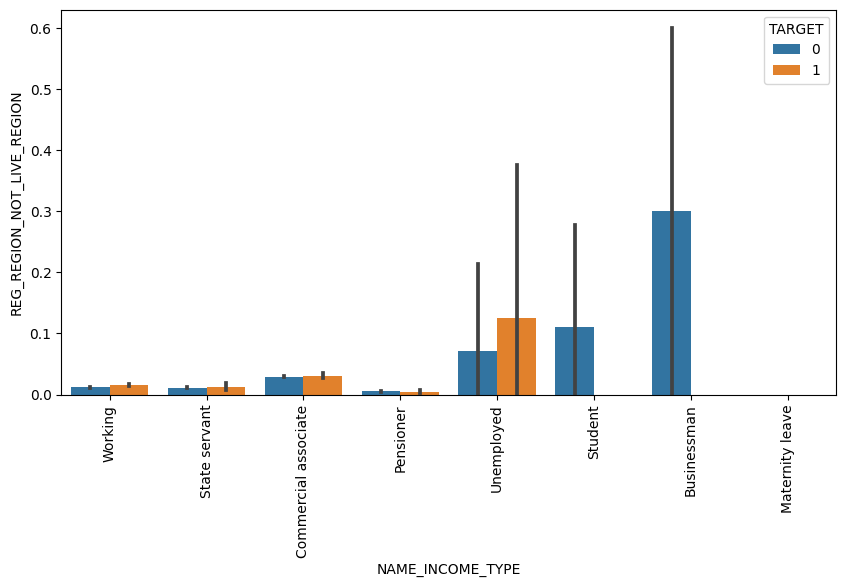 TARGET
0
1
REG_REGION_NOT_LIVE_REGION
0.6
0.5
0.4
0.3
0.2
0.1
0.0
Working
State servant
Commercial associate
Pensioner
Unemployed
Student
Businessman
Maternity leave
NAME_INCOME_TYPE